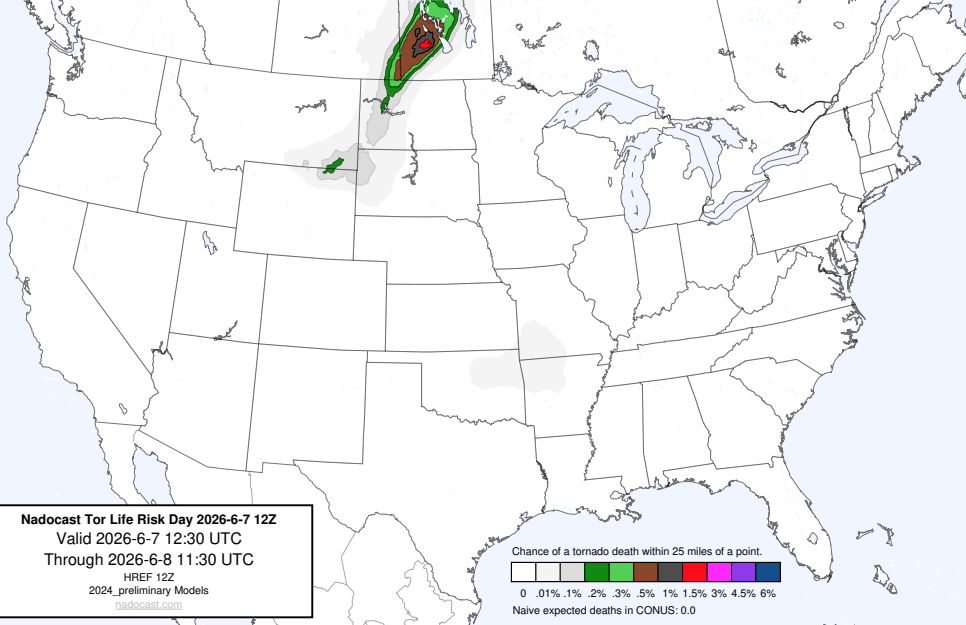 Nadocast Tor Life Risk Day 2026-6-7 12Z
Valid 2026-6-7 12:30 UTC
Through 2026-6-8 11:30 UTC
HREF 12Z
2024_preliminary Models
nadocast.com
Chance of a tornado death within 25 miles of a point.
0 .01% .1% .2% .3% .5% 1% 1.5% 3% 4.5% 6%
Naive expected deaths in CONUS: 0.0